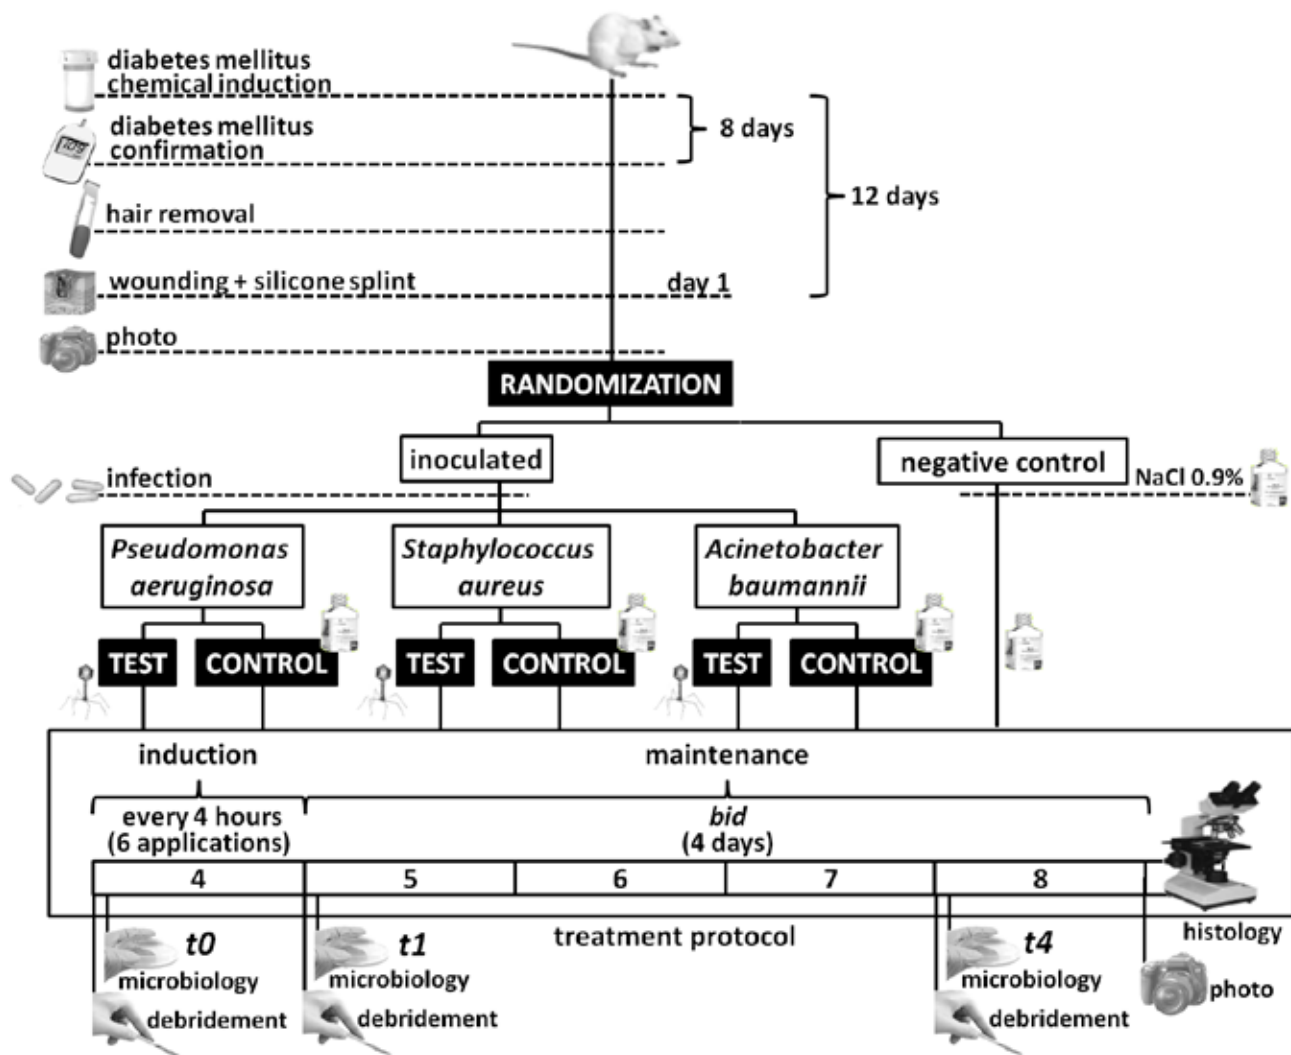 diabetes mellitus
chemical induction
diabetes mellitus
confirmation
8 days
12 days
hair removal
wounding + silicone splint
day 1
photo
RANDOMIZATION
inoculated
negative control
infection
NaCl 0.9%
Pseudomonas
aeruginosa
Staphylococcus
aureus
Acinetobacter
baumannii
TEST
CONTROL
TEST
CONTROL
TEST
CONTROL
induction
maintenance
every 4 hours
(6 applications)
bid
(4 days)
4
5
6
7
8
t0
microbiology
debridement
t1
microbiology
debridement
treatment protocol
t4
microbiology
debridement
histology
photo